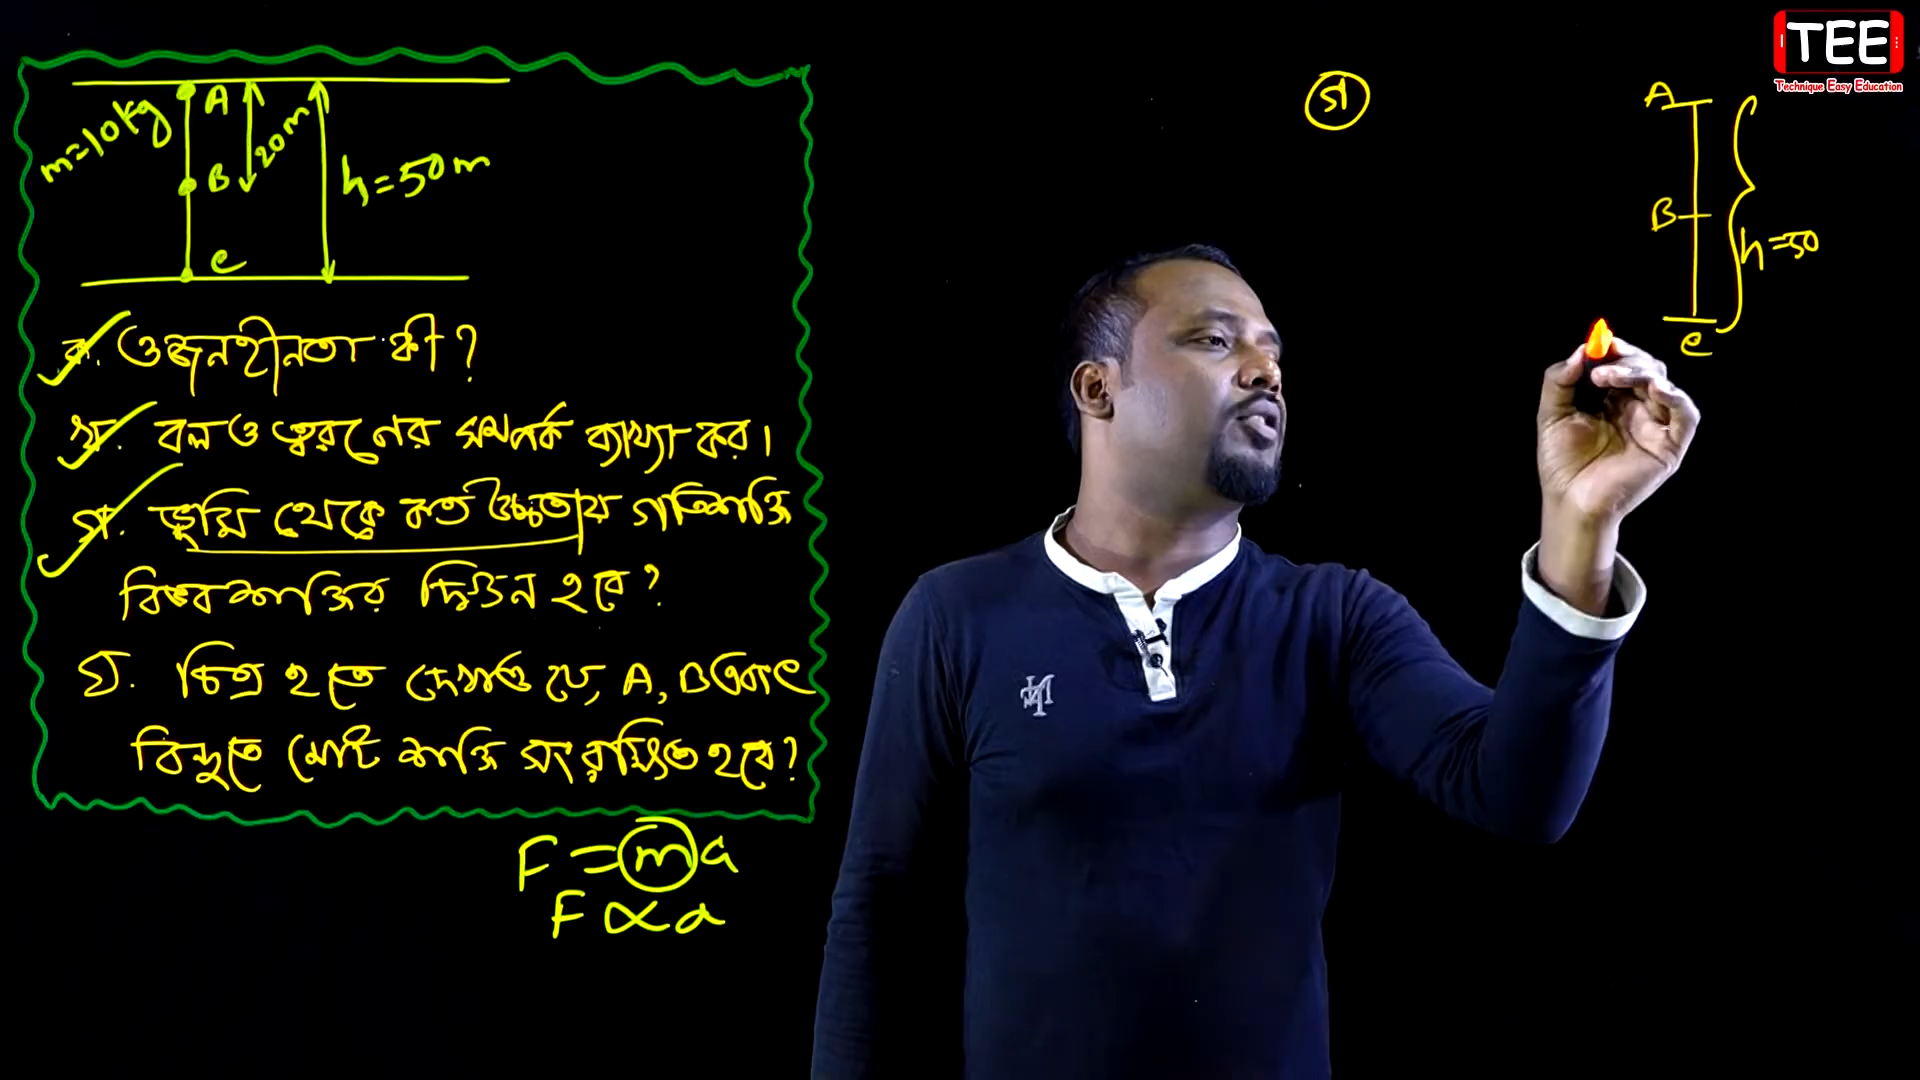 m=10kg
A
20m
B
h=50m
C
ক. ওজনহীনতা কী?
খ. বল ও ত্বরণের সম্পর্ক ব্যাখ্যা কর।
গ. ভূমি থেকে কত উচ্চতায় গতিশক্তি
বিভবশক্তির দ্বিগুন হবে?
ঘ. চিত্র হতে দেখাও যে, A, B এবং C
বিন্দুতে মোট শক্তি সংরক্ষিত হবে?
F = ma
F ∝ a
গ
A
B
h=50
C
TEE
Technique Easy Education